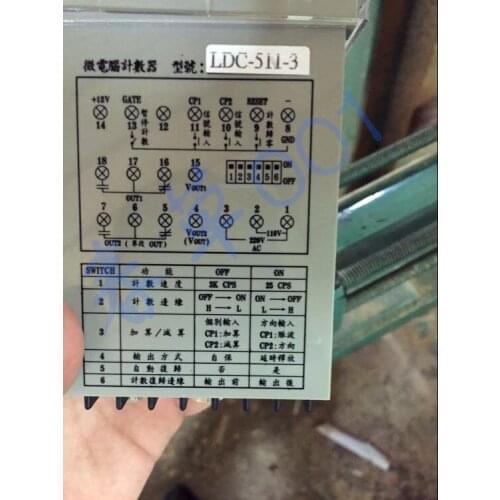 微電腦計數器 型號: LDC-511-3
+12V GATE CP1 CP2 RESET -
14 13 12 11 10 9 8
暫停計數 信號輸入 信號輸入 計數歸零 GND
18 17 16 15
OUT1 VOUT1
ON
1 2 3 4 5 6 OFF
7 6 5 4 3 2 1
OUT2 (單段 OUT) VOUT2 (VOUT) 110V 220V AC
SWITCH 功能 OFF ON
1 計數速度 3K CPS 25 CPS
2 計數邊緣 OFF → ON H → L ON → OFF L → H
3 加算/減算 個別輸入 CP1:加算 CP2:減算 方向輸入: CP1:脈波 CP2:方向
4 輸出方式 自保 延時釋放
5 自動復歸 否 是
6 計數復歸邊緣 輸出前 輸出後